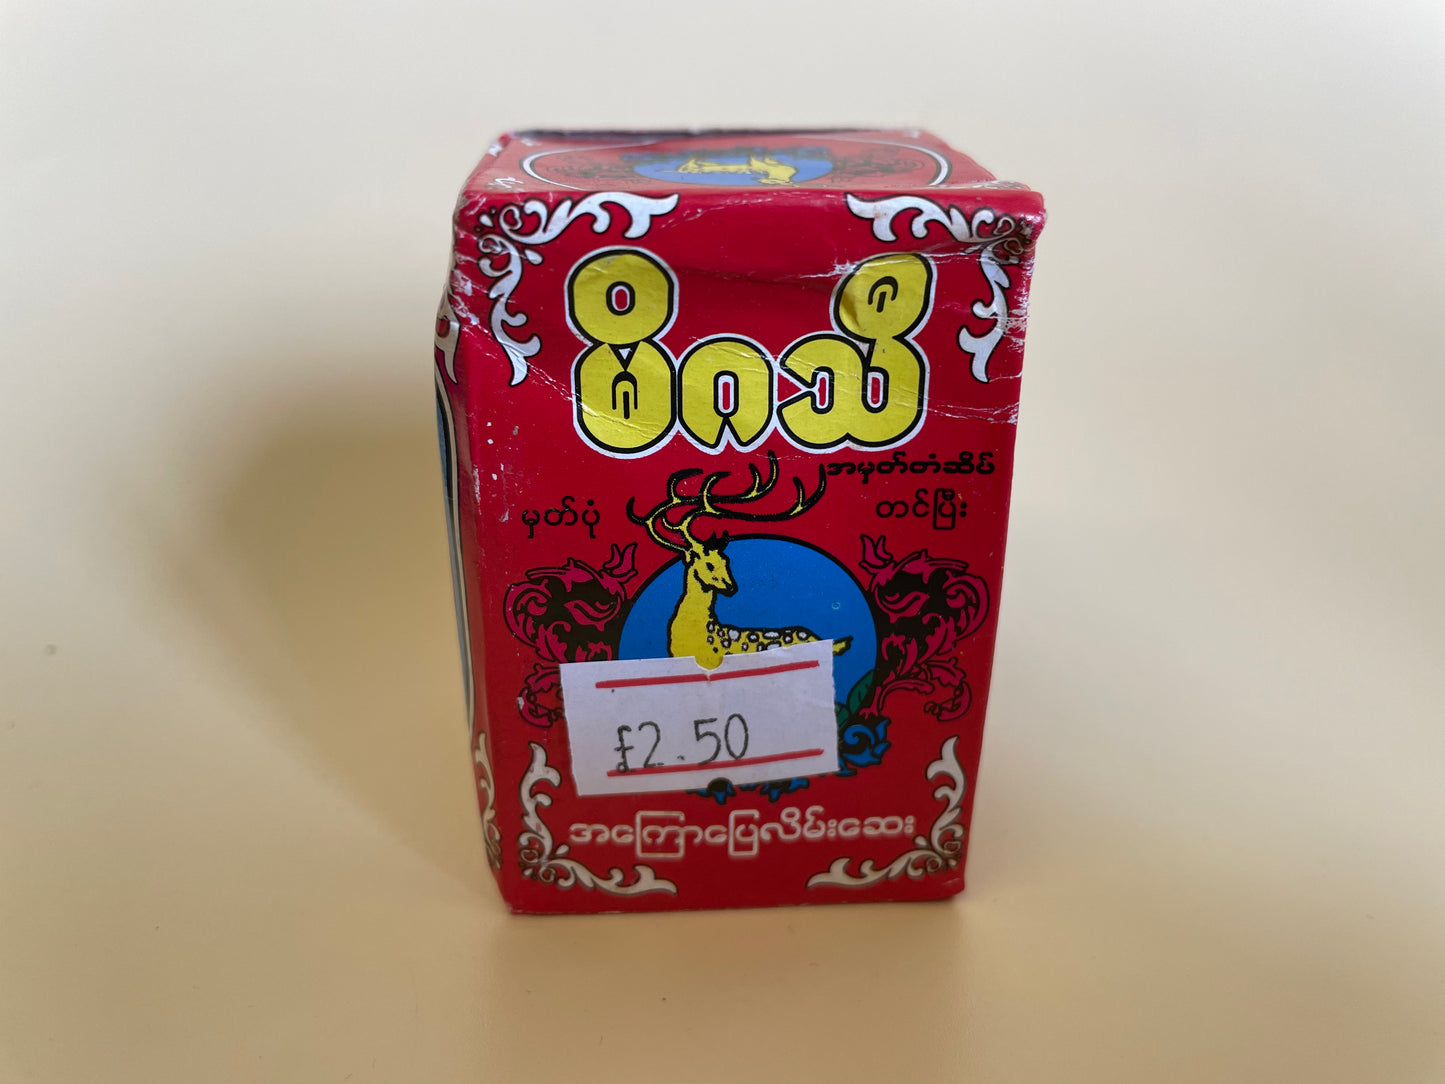 မိဂသီ
အမှတ်တံဆိပ်
မှတ်ပုံ တင်ပြီး
£2.50
အကြောပြေလိမ်းဆေး